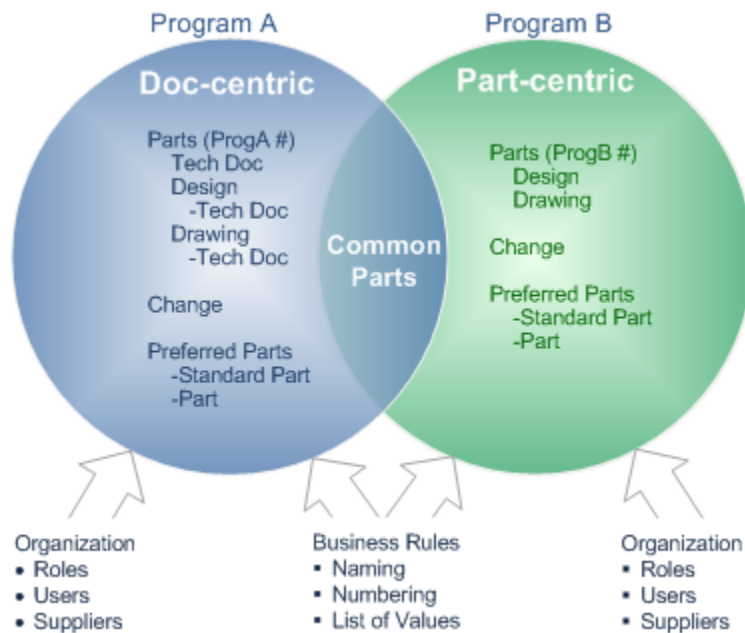 Program A
Program B
Doc-centric
Part-centric
Parts (ProgA #)
Tech Doc
Design
-Tech Doc
Drawing
-Tech Doc
Change
Preferred Parts
-Standard Part
-Part
Common
Parts
Parts (ProgB #)
Design
Drawing
Change
Preferred Parts
-Standard Part
-Part
Organization
• Roles
• Users
• Suppliers
Business Rules
▪ Naming
▪ Numbering
▪ List of Values
Organization
▪ Roles
▪ Users
▪ Suppliers